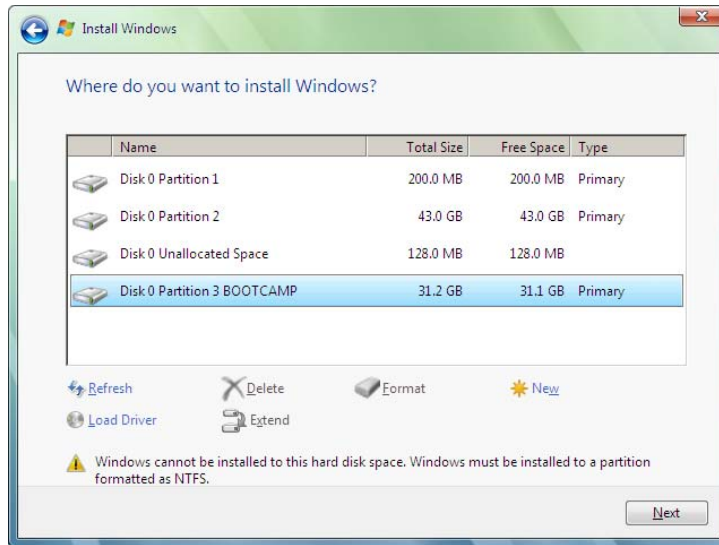 Install Windows
Where do you want to install Windows?
Name Total Size Free Space Type
Disk 0 Partition 1 200.0 MB 200.0 MB Primary
Disk 0 Partition 2 43.0 GB 43.0 GB Primary
Disk 0 Unallocated Space 128.0 MB 128.0 MB
Disk 0 Partition 3 BOOTCAMP 31.2 GB 31.1 GB Primary
Refresh Delete Format New
Load Driver Extend
Windows cannot be installed to this hard disk space. Windows must be installed to a partition
formatted as NTFS.
Next